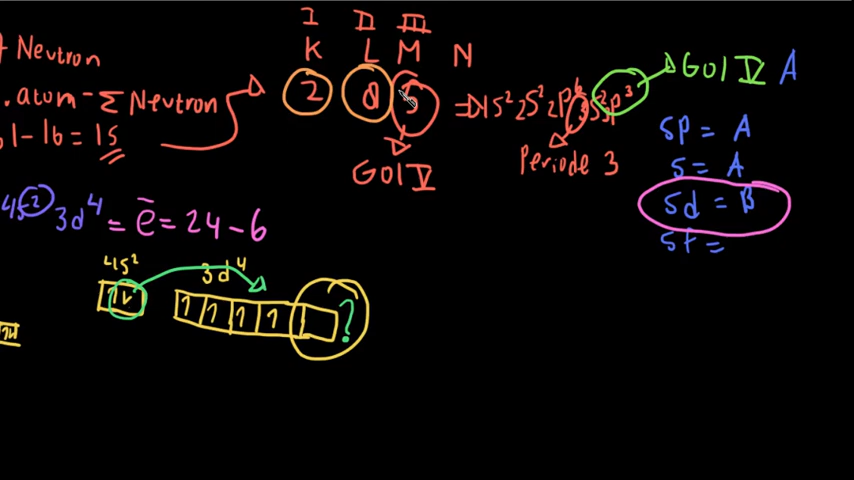 I II III
K L M N
Neutron
.atom - Σ Neutron
2 8 5 ⇒ 1S² 2S² 2P⁶ 3S² 3P³ Gol V A
1-16 = 15
Gol V
Periode 3
SP = A
S = A
Sd = B
Sf =
4S² 3d⁴ = ē = 24 - 6
4S² 3d⁴
?